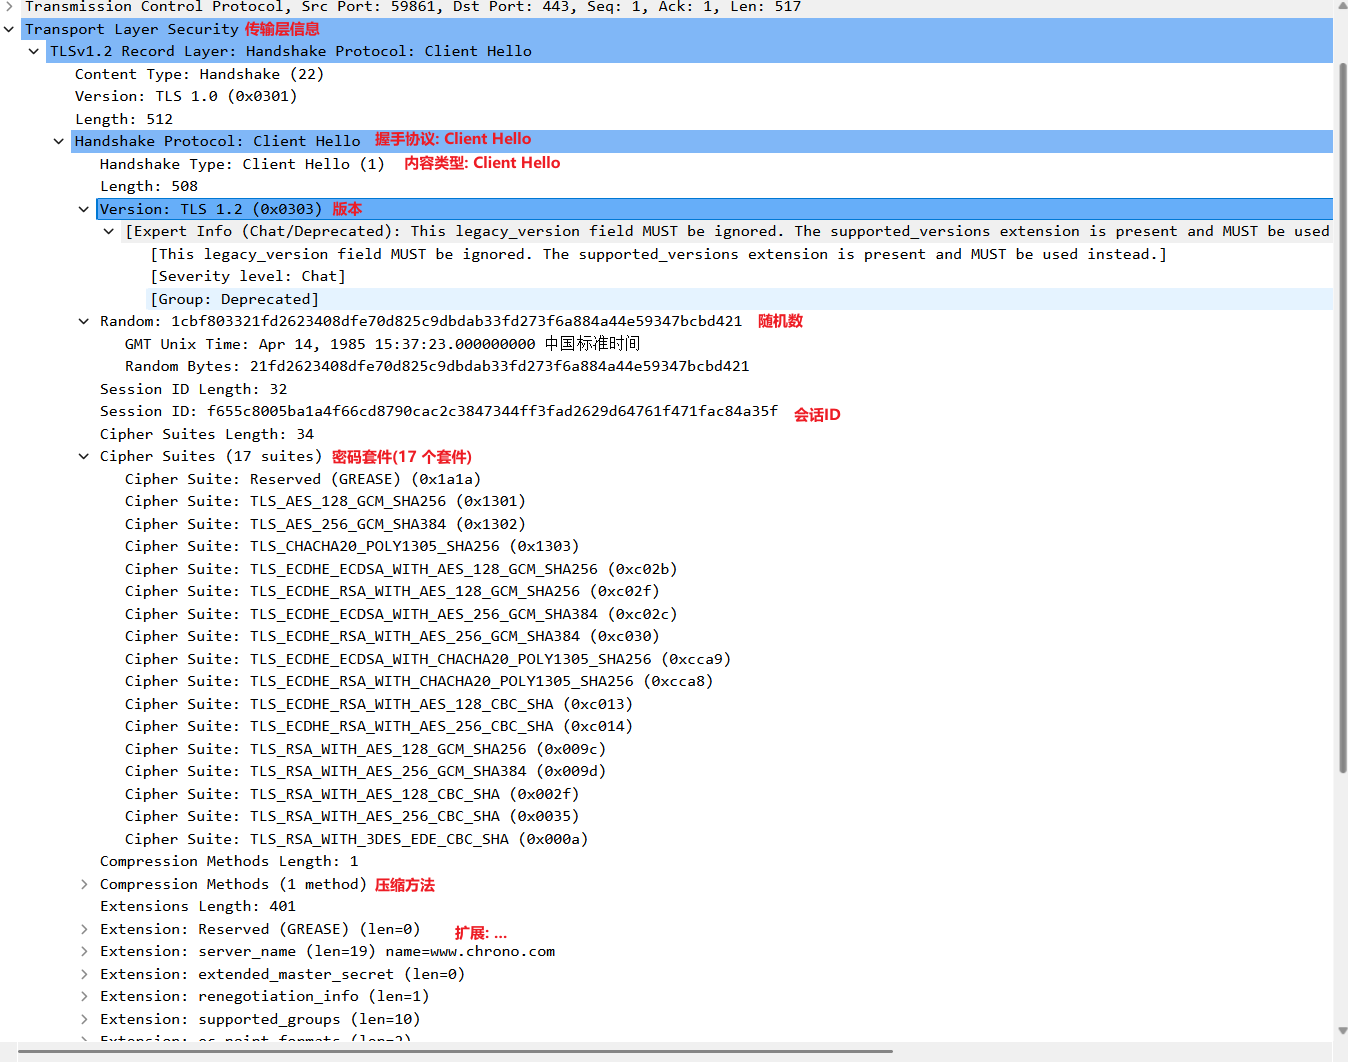 Transmission Control Protocol, Src Port: 59861, Dst Port: 443, Seq: 1, Ack: 1, Len: 517
Transport Layer Security 传输层信息
TLSv1.2 Record Layer: Handshake Protocol: Client Hello
Content Type: Handshake (22)
Version: TLS 1.0 (0x0301)
Length: 512
Handshake Protocol: Client Hello 握手协议: Client Hello
Handshake Type: Client Hello (1) 内容类型: Client Hello
Length: 508
Version: TLS 1.2 (0x0303) 版本
[Expert Info (Chat/Deprecated): This legacy_version field MUST be ignored. The supported_versions extension is present and MUST be used
[This legacy_version field MUST be ignored. The supported_versions extension is present and MUST be used instead.]
[Severity level: Chat]
[Group: Deprecated]
Random: 1cbf803321fd2623408dfe70d825c9dbdab33fd273f6a884a44e59347bcbd421 随机数
GMT Unix Time: Apr 14, 1985 15:37:23.000000000 中国标准时间
Random Bytes: 21fd2623408dfe70d825c9dbdab33fd273f6a884a44e59347bcbd421
Session ID Length: 32
Session ID: f655c8005ba1a4f66cd8790cac2c3847344ff3fad2629d64761f471fac84a35f 会话ID
Cipher Suites Length: 34
Cipher Suites (17 suites) 密码套件(17 个套件)
Cipher Suite: Reserved (GREASE) (0x1a1a)
Cipher Suite: TLS_AES_128_GCM_SHA256 (0x1301)
Cipher Suite: TLS_AES_256_GCM_SHA384 (0x1302)
Cipher Suite: TLS_CHACHA20_POLY1305_SHA256 (0x1303)
Cipher Suite: TLS_ECDHE_ECDSA_WITH_AES_128_GCM_SHA256 (0xc02b)
Cipher Suite: TLS_ECDHE_RSA_WITH_AES_128_GCM_SHA256 (0xc02f)
Cipher Suite: TLS_ECDHE_ECDSA_WITH_AES_256_GCM_SHA384 (0xc02c)
Cipher Suite: TLS_ECDHE_RSA_WITH_AES_256_GCM_SHA384 (0xc030)
Cipher Suite: TLS_ECDHE_ECDSA_WITH_CHACHA20_POLY1305_SHA256 (0xcca9)
Cipher Suite: TLS_ECDHE_RSA_WITH_CHACHA20_POLY1305_SHA256 (0xcca8)
Cipher Suite: TLS_ECDHE_RSA_WITH_AES_128_CBC_SHA (0xc013)
Cipher Suite: TLS_ECDHE_RSA_WITH_AES_256_CBC_SHA (0xc014)
Cipher Suite: TLS_RSA_WITH_AES_128_GCM_SHA256 (0x009c)
Cipher Suite: TLS_RSA_WITH_AES_256_GCM_SHA384 (0x009d)
Cipher Suite: TLS_RSA_WITH_AES_128_CBC_SHA (0x002f)
Cipher Suite: TLS_RSA_WITH_AES_256_CBC_SHA (0x0035)
Cipher Suite: TLS_RSA_WITH_3DES_EDE_CBC_SHA (0x000a)
Compression Methods Length: 1
Compression Methods (1 method) 压缩方法
Extensions Length: 401
Extension: Reserved (GREASE) (len=0) 扩展: ...
Extension: server_name (len=19) name=www.chrono.com
Extension: extended_master_secret (len=0)
Extension: renegotiation_info (len=1)
Extension: supported_groups (len=10)
Extension: ec_point_formats (len=2)